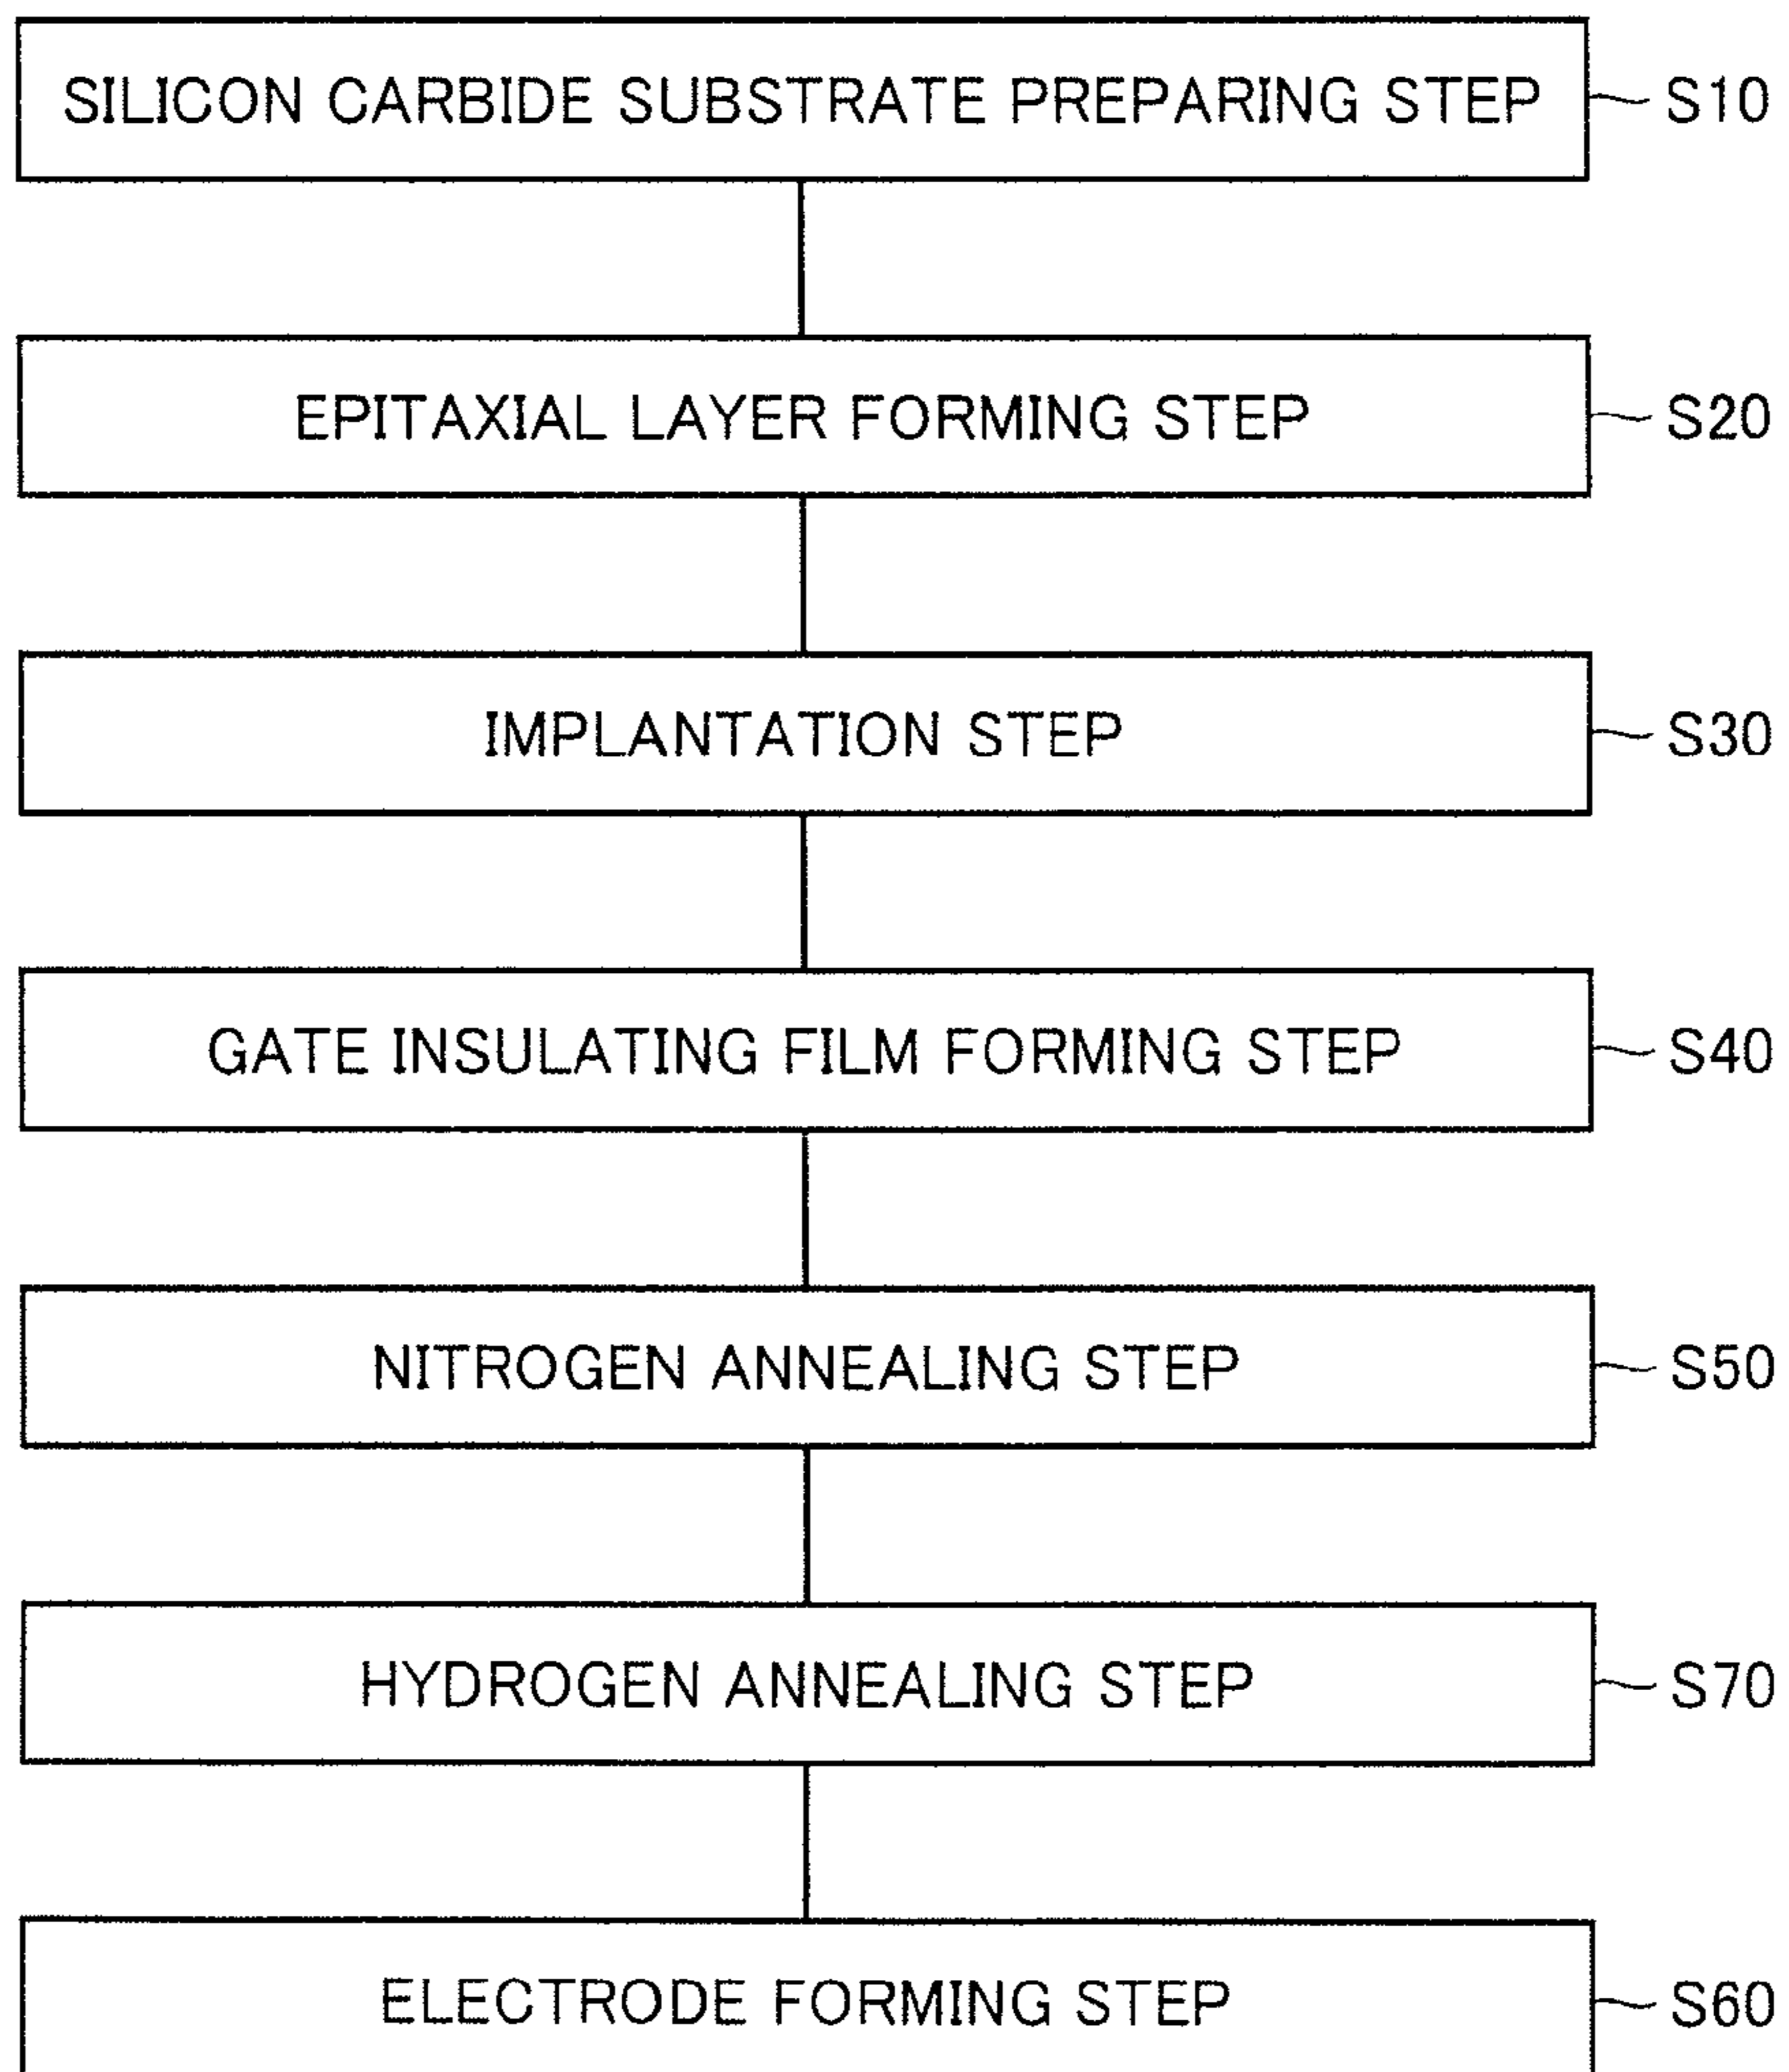 SILICON CARBIDE SUBSTRATE PREPARING STEP S10
EPITAXIAL LAYER FORMING STEP S20
IMPLANTATION STEP S30
GATE INSULATING FILM FORMING STEP S40
NITROGEN ANNEALING STEP S50
HYDROGEN ANNEALING STEP S70
ELECTRODE FORMING STEP S60